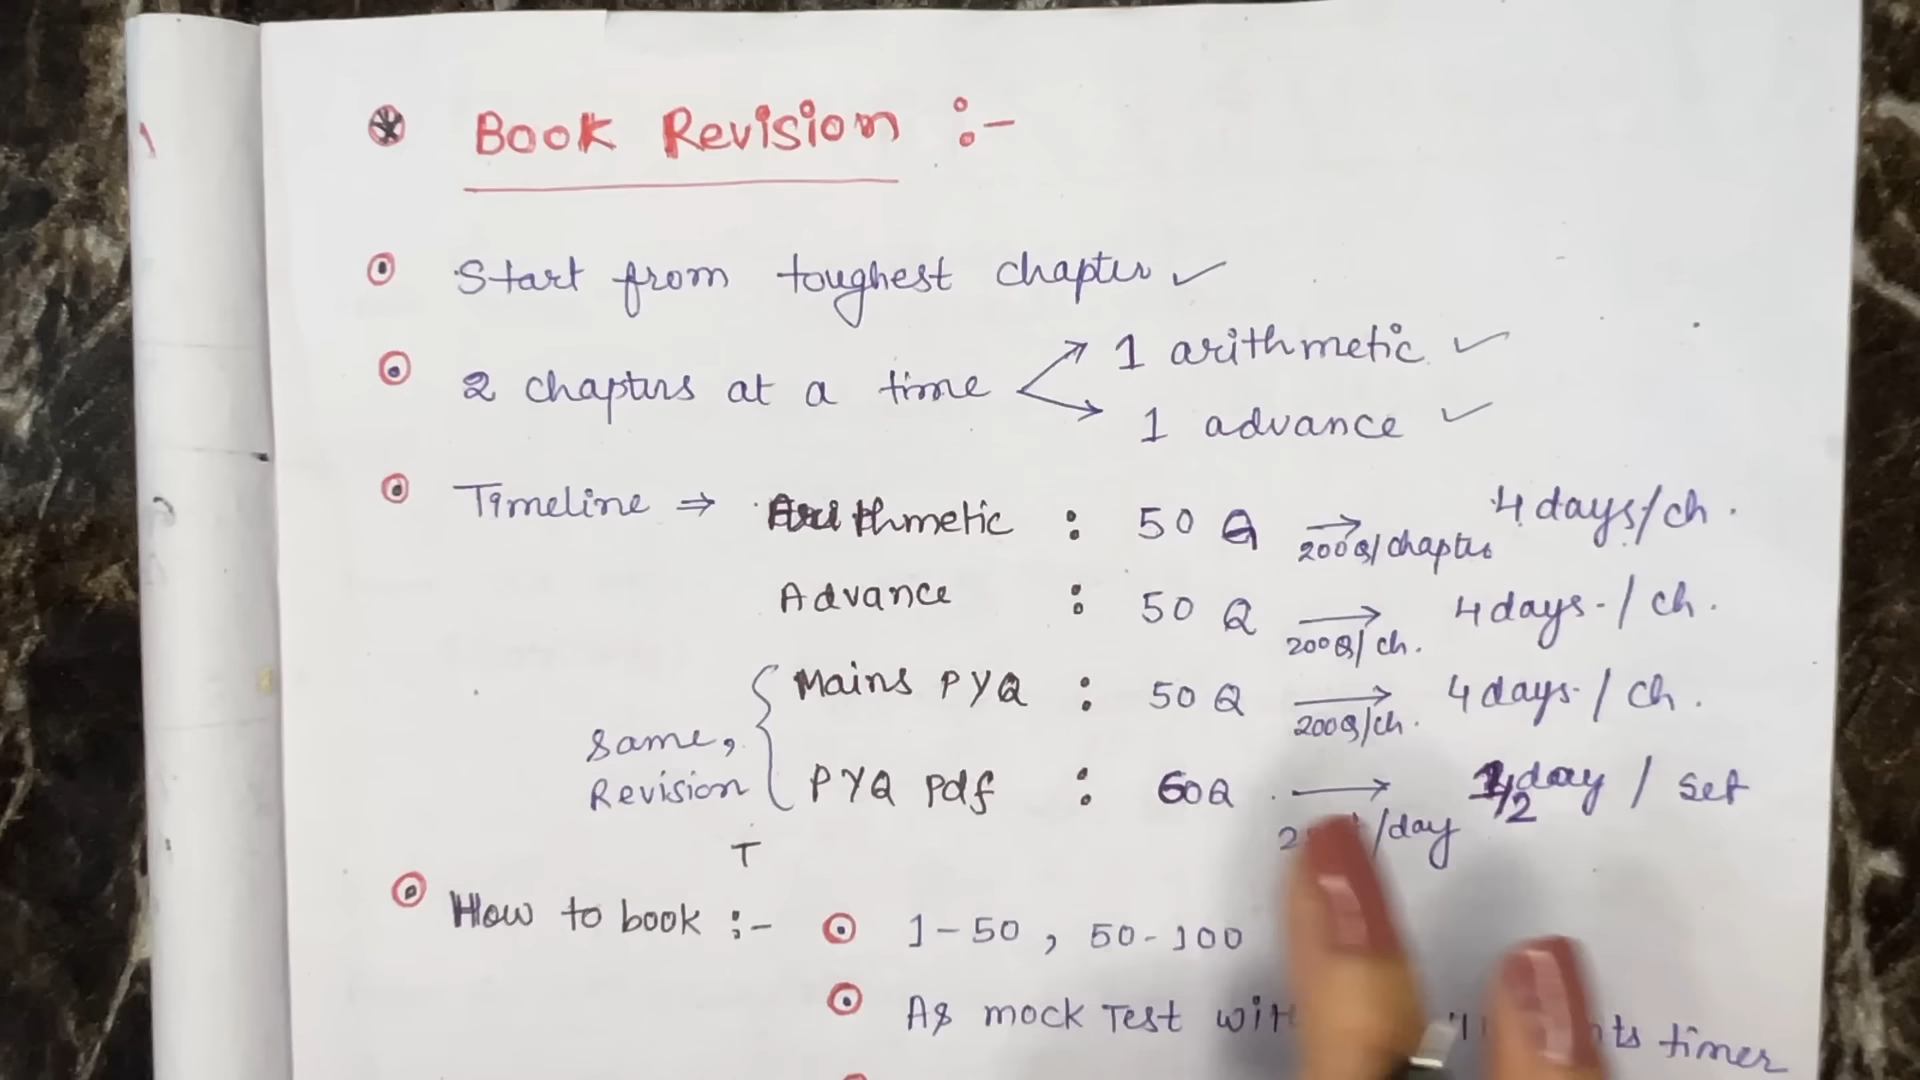 Book Revision :-
Start from toughest chapter ✓
2 chapters at a time → 1 arithmetic ✓
→ 1 advance ✓
Timeline ⇒ Arithmetic : 50 Q → 200Q/chapter 4 days/ch.
Advance : 50 Q → 200Q/ch. 4 days / ch.
Mains PYQ : 50 Q → 200Q/ch. 4 days / ch.
Same, Revision
PYQ Pdf : 60Q → /day 1/2 day / set
T
How to book :- 1-50, 50-100
As mock Test timer